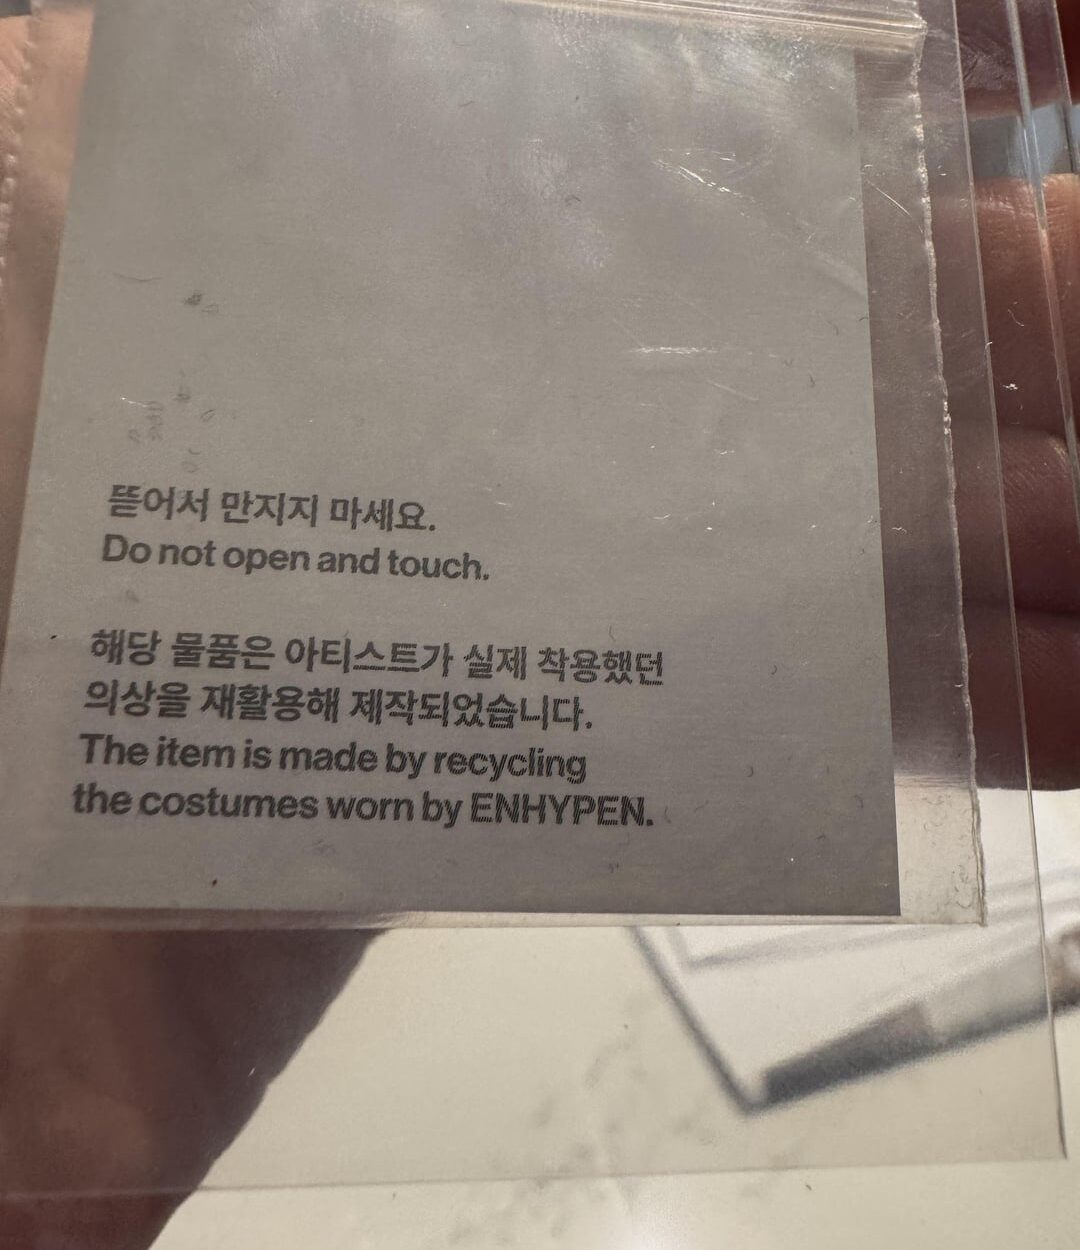 뜯어서 만지지 마세요.
Do not open and touch.
해당 물품은 아티스트가 실제 착용했던
의상을 재활용해 제작되었습니다.
The item is made by recycling
the costumes worn by ENHYPEN.